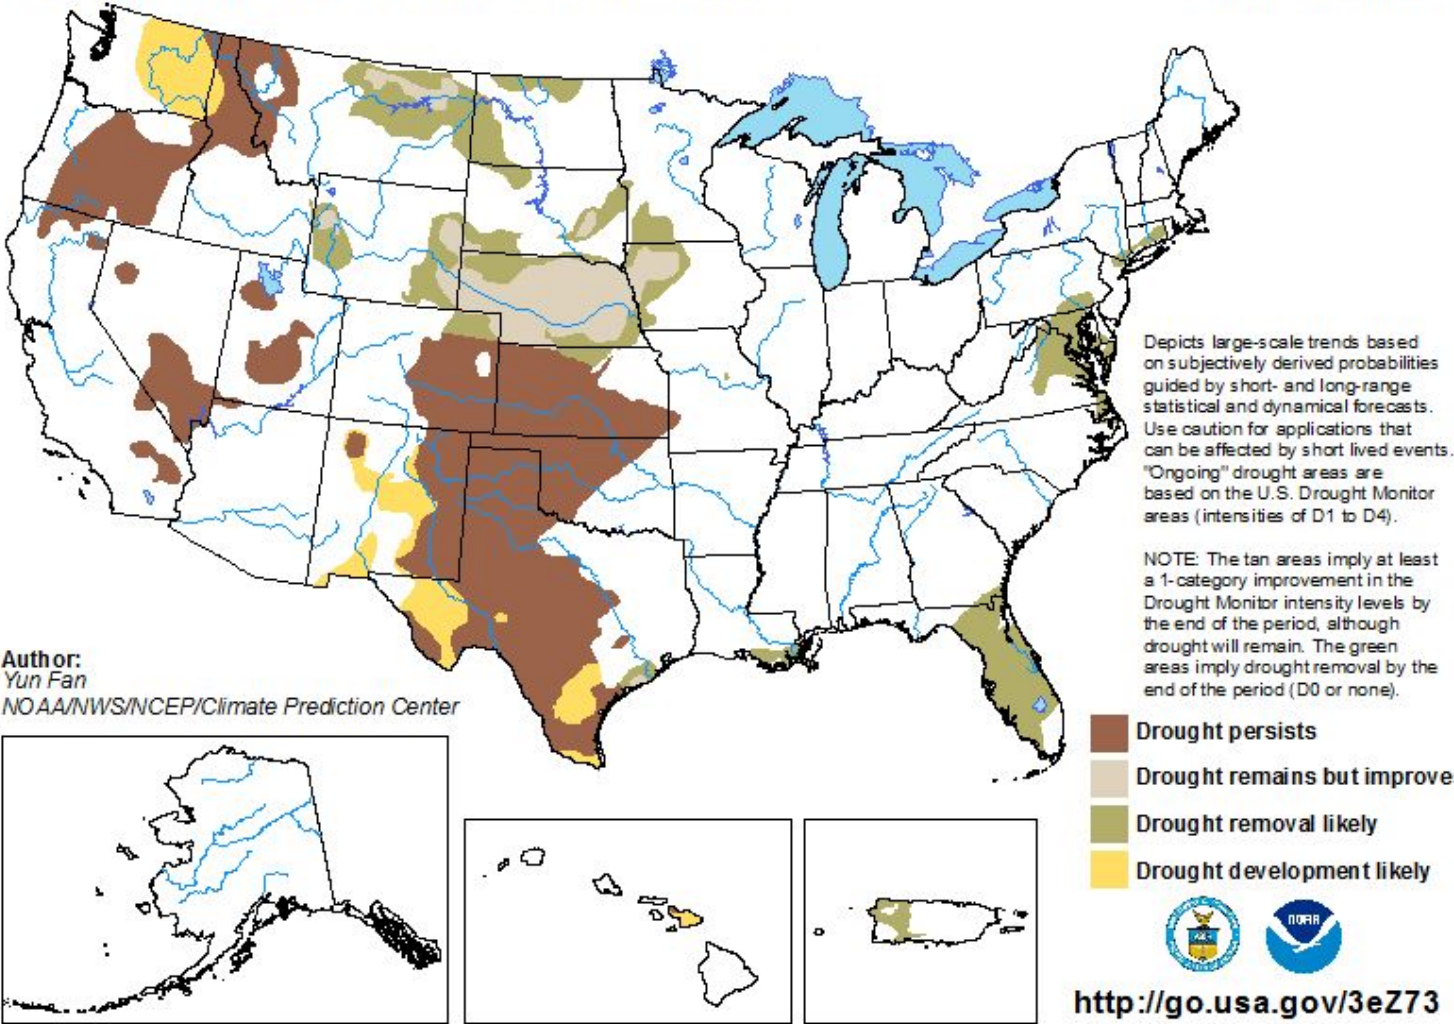 Depicts large-scale trends based
on subjectively derived probabilities
guided by short- and long-range
statistical and dynamical forecasts.
Use caution for applications that
can be affected by short lived events.
"Ongoing" drought areas are
based on the U.S. Drought Monitor
areas (intensities of D1 to D4).
NOTE: The tan areas imply at least
a 1-category improvement in the
Drought Monitor intensity levels by
the end of the period, although
drought will remain. The green
areas imply drought removal by the
end of the period (D0 or none).
Author:
Yun Fan
NOAA/NWS/NCEP/Climate Prediction Center
Drought persists
Drought remains but improve
Drought removal likely
Drought development likely
NOAA
http://go.usa.gov/3eZ73